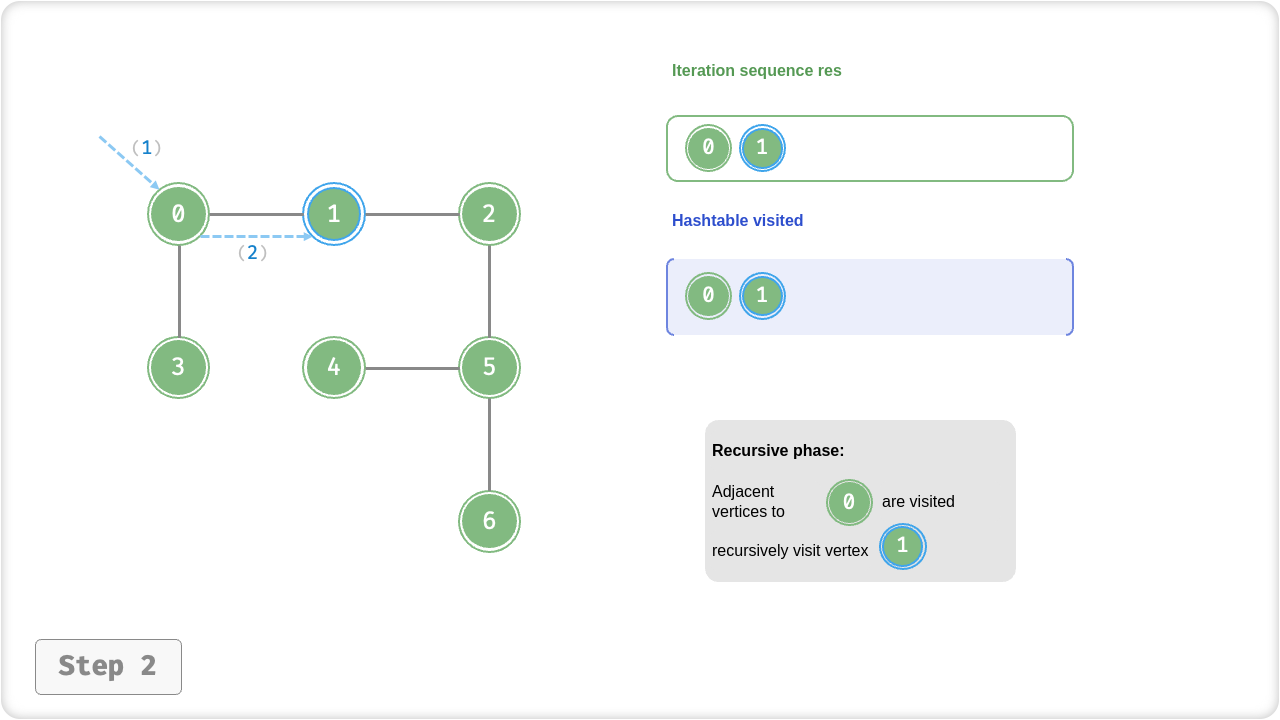 Iteration sequence res
(1)
0 1
0 1 2
Hashtable visited
(2)
0 1
3 4 5
Recursive phase:
Adjacent
vertices to 0 are visited
6
recursively visit vertex 1
Step 2